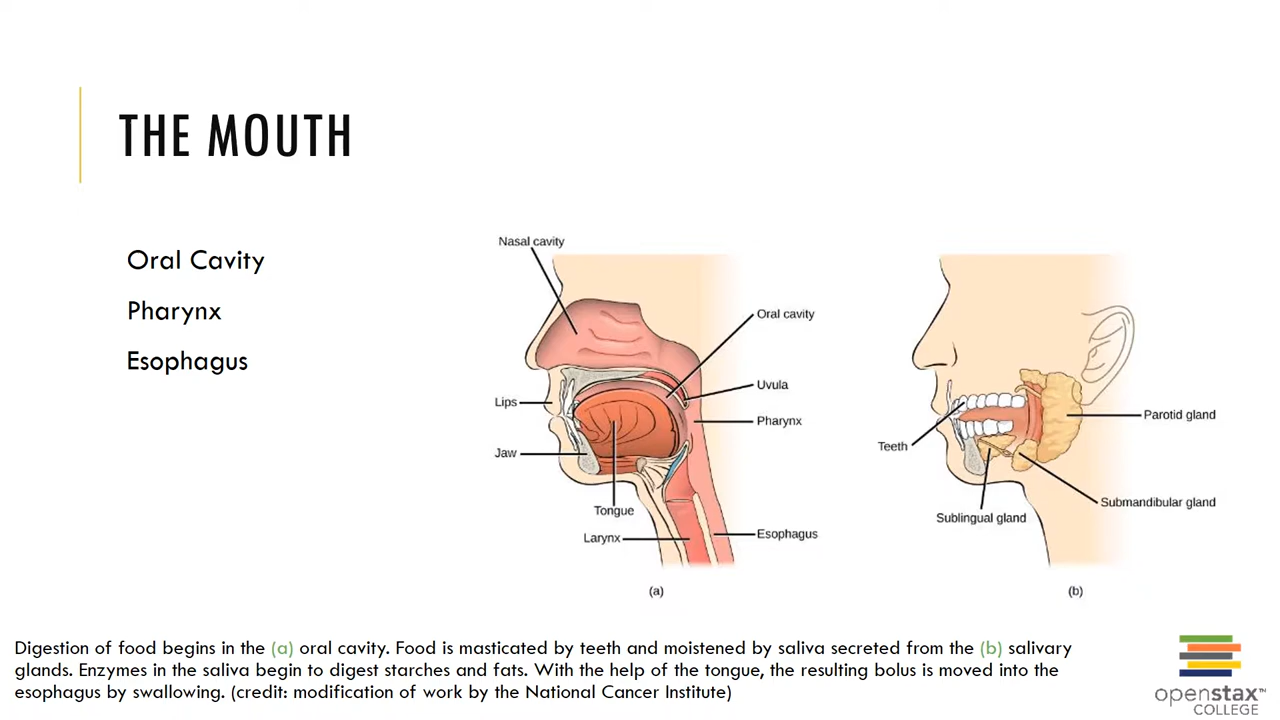 THE MOUTH
Oral Cavity
Pharynx
Esophagus
Nasal cavity
Oral cavity
Uvula
Lips
Pharynx
Jaw
Tongue
Larynx
Esophagus
(a)
Teeth
Parotid gland
Submandibular gland
Sublingual gland
(b)
Digestion of food begins in the (a) oral cavity. Food is masticated by teeth and moistened by saliva secreted from the (b) salivary
glands. Enzymes in the saliva begin to digest starches and fats. With the help of the tongue, the resulting bolus is moved into the
esophagus by swallowing. (credit: modification of work by the National Cancer Institute)
openstax™
COLLEGE